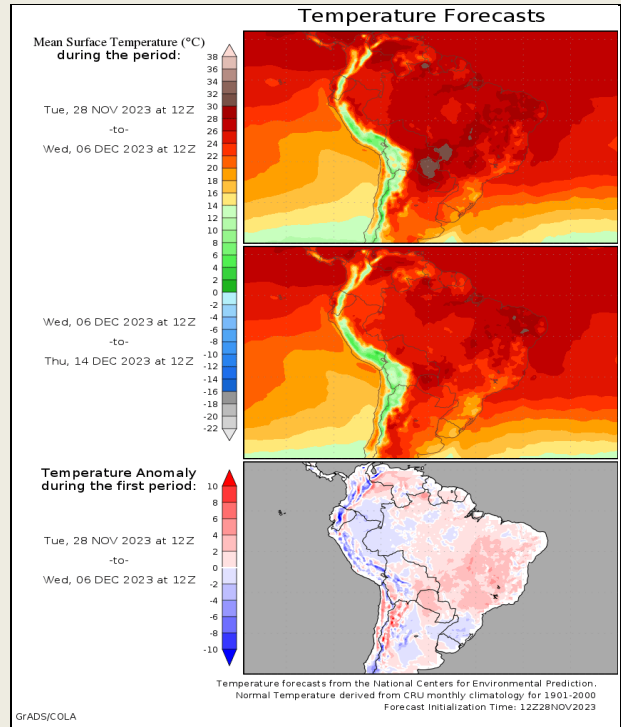 Temperature Forecasts
Mean Surface Temperature (°C)
during the period:
Tue, 28 NOV 2023 at 12Z
-to-
Wed, 06 DEC 2023 at 12Z
38
36
34
32
30
28
26
24
22
20
18
16
14
12
10
8
6
4
2
0
-2
-4
-6
-8
-10
-12
-14
-16
-18
-20
-22
Wed, 06 DEC 2023 at 12Z
-to-
Thu, 14 DEC 2023 at 12Z
Temperature Anomaly
during the first period:
Tue, 28 NOV 2023 at 12Z
-to-
Wed, 06 DEC 2023 at 12Z
10
8
6
4
2
0
-2
-4
-6
-8
-10
Temperature forecasts from the National Centers for Environmental Prediction.
Normal Temperature derived from CRU monthly climatology for 1901-2000
Forecast Initialization Time: 12Z28NOV2023
GrADS/COLA